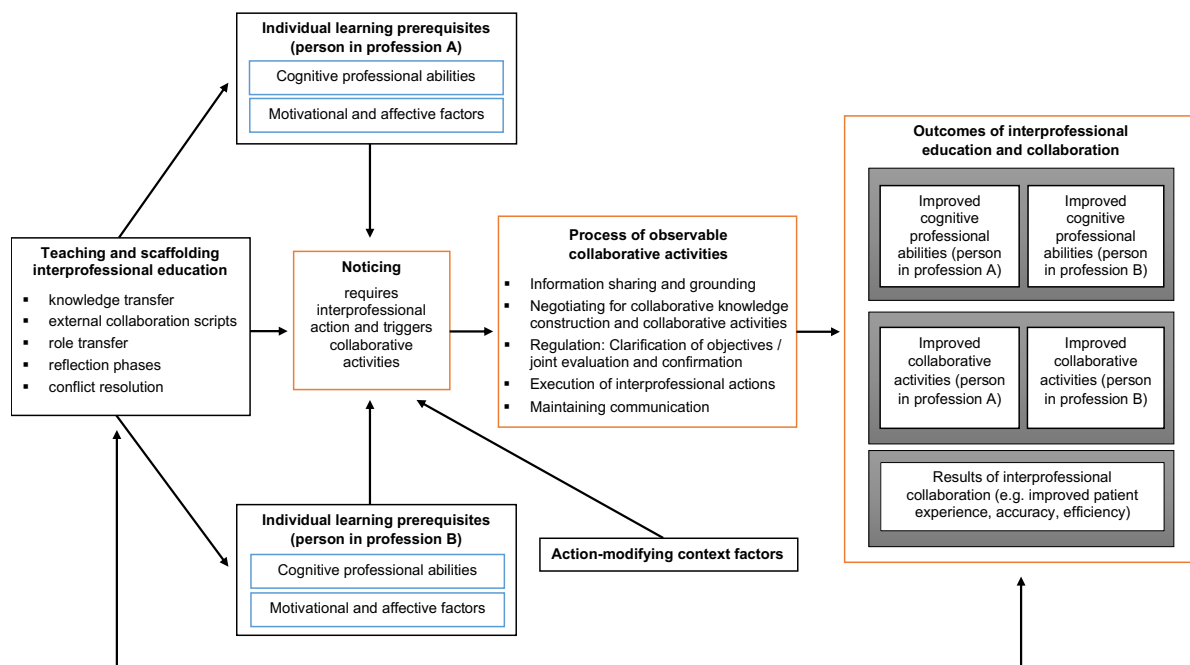 Individual learning prerequisites
(person in profession A)
Cognitive professional abilities
Motivational and affective factors
Teaching and scaffolding
interprofessional education
▪ knowledge transfer
▪ external collaboration scripts
▪ role transfer
▪ reflection phases
▪ conflict resolution
Noticing
requires
interprofessional
action and triggers
collaborative
activities
Process of observable
collaborative activities
▪ Information sharing and grounding
▪ Negotiating for collaborative knowledge
construction and collaborative activities
▪ Regulation: Clarification of objectives /
joint evaluation and confirmation
▪ Execution of interprofessional actions
▪ Maintaining communication
Individual learning prerequisites
(person in profession B)
Cognitive professional abilities
Motivational and affective factors
Action-modifying context factors
Outcomes of interprofessional
education and collaboration
Improved
cognitive
professional
abilities (person
in profession A)
Improved
cognitive
professional
abilities (person
in profession B)
Improved
collaborative
activities (person
in profession A)
Improved
collaborative
activities (person
in profession B)
Results of interprofessional
collaboration (e.g. improved patient
experience, accuracy, efficiency)